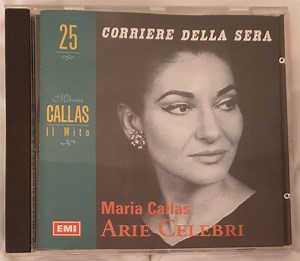 25
CORRIERE DELLA SERA
Maria
CALLAS
Il Mito
Maria Callas
ARIE CELEBRI
EMI